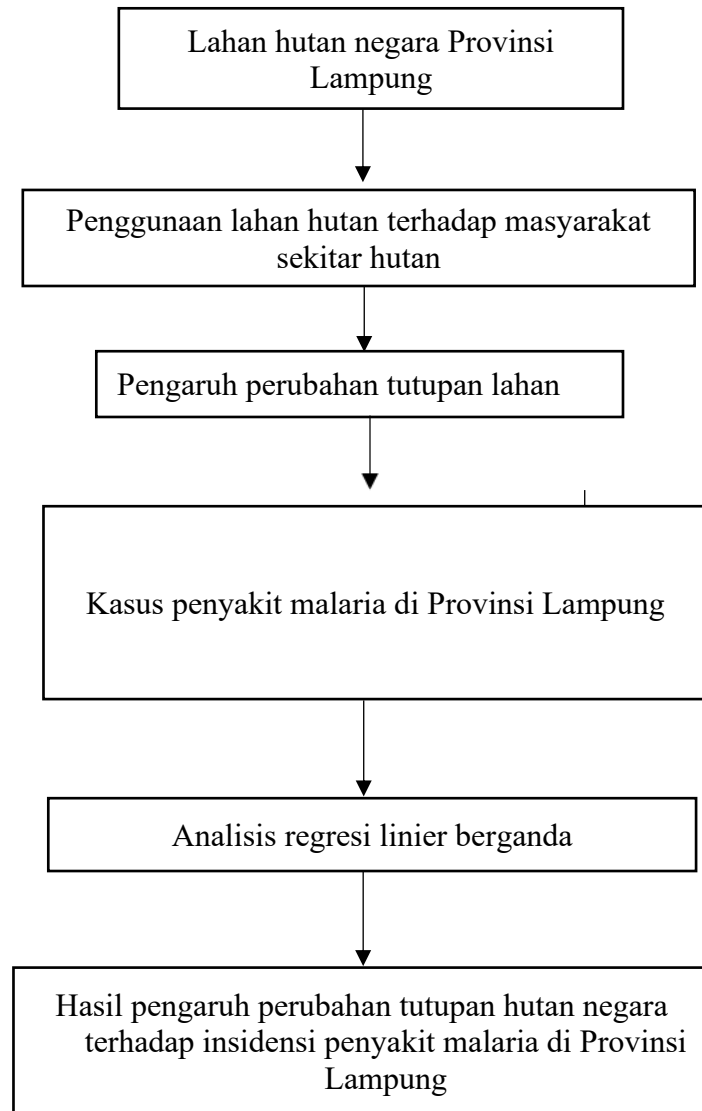 Lahan hutan negara Provinsi
Lampung
Penggunaan lahan hutan terhadap masyarakat
sekitar hutan
Pengaruh perubahan tutupan lahan
Kasus penyakit malaria di Provinsi Lampung
Analisis regresi linier berganda
Hasil pengaruh perubahan tutupan hutan negara
terhadap insidensi penyakit malaria di Provinsi
Lampung